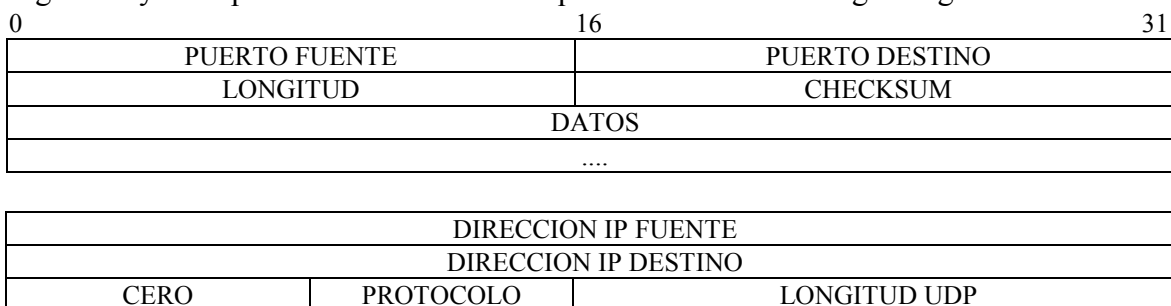 0 16 31
PUERTO FUENTE PUERTO DESTINO
LONGITUD CHECKSUM
DATOS
....
DIRECCION IP FUENTE
DIRECCION IP DESTINO
CERO PROTOCOLO LONGITUD UDP